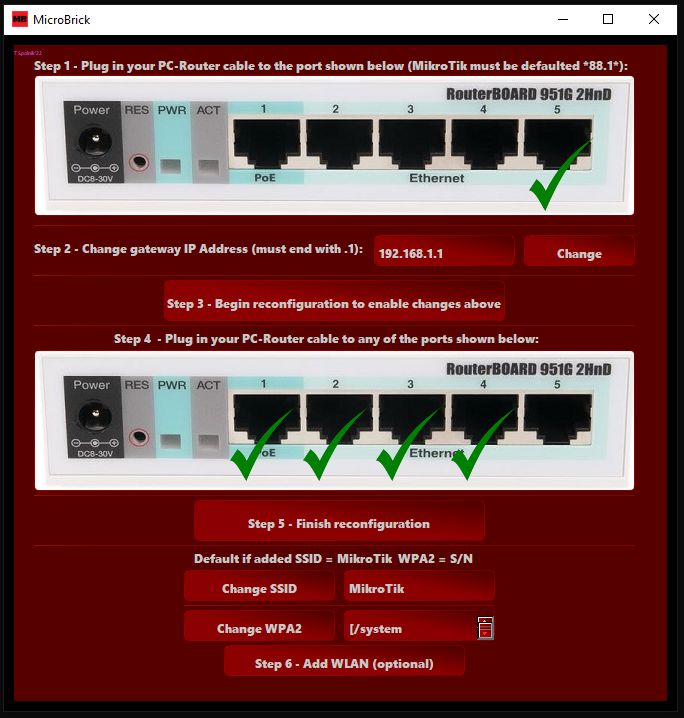 MB MicroBrick
T Spolnik'22
Step 1 - Plug in your PC-Router cable to the port shown below (MikroTik must be defaulted *88.1*):
RouterBOARD 951G 2HnD
Power RES PWR ACT 1 2 3 4 5
DC8-30V PoE Ethernet
Step 2 - Change gateway IP Address (must end with .1): 192.168.1.1 Change
Step 3 - Begin reconfiguration to enable changes above
Step 4 - Plug in your PC-Router cable to any of the ports shown below:
RouterBOARD 951G 2HnD
Power RES PWR ACT 1 2 3 4 5
DC8-30V PoE Ethernet
Step 5 - Finish reconfiguration
Default if added SSID = MikroTik WPA2 = S/N
Change SSID MikroTik
Change WPA2 [/system
Step 6 - Add WLAN (optional)